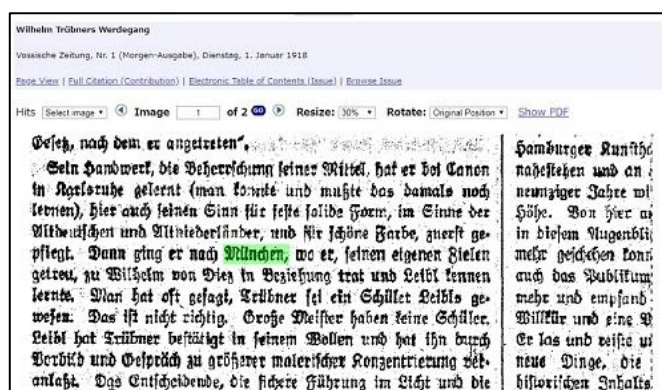 Wilhelm Trübners Werdegang
Vossische Zeitung, Nr. 1 (Morgen-Ausgabe), Dienstag, 1. Januar 1918
Page View | Full Citation (Contribution) | Electronic Table of Contents (Issue) | Browse Issue
Hits Select image Image 1 of 2 GO Resize: 30% Rotate: Original Position Show PDF
Gesetz, nach dem er angetreten".
Sein Handwerk, die Beherrschung seiner Mittel, hat er bei Canon
in Karlsruhe gelernt (man konnte und mußte das damals noch
lernen), hier auch seinen Sinn für feste solide Form, im Sinne der
Altdeutschen und Altniederländer, und für schöne Farbe, zuerst ge-
pflegt. Dann ging er nach München, wo er, seinen eigenen Zielen
getreu, zu Wilhelm von Diez in Beziehung trat und Leibl kennen
lernte. Man hat oft gesagt, Trübner sei ein Schüler Leibls ge-
wesen. Das ist nicht richtig. Große Meister haben keine Schüler.
Leibl hat Trübner bestätigt in seinem Wollen und hat ihn durch
Vorbild und Gespräch zu größerer malerischer Konzentrierung ver-
anlaßt. Das Entscheidende, die sichere Führung im Licht und die
Hamburger Kunstha
nahestehen und an
neunziger Jahre wi
Höhe. Von hier a
in diesem Augenbli
mehr geschehen konn
auch das Publikum
mehr und empfand
Willkür und eine V
Er las und reiste u
neue Dinge, die
historischen Inhalts